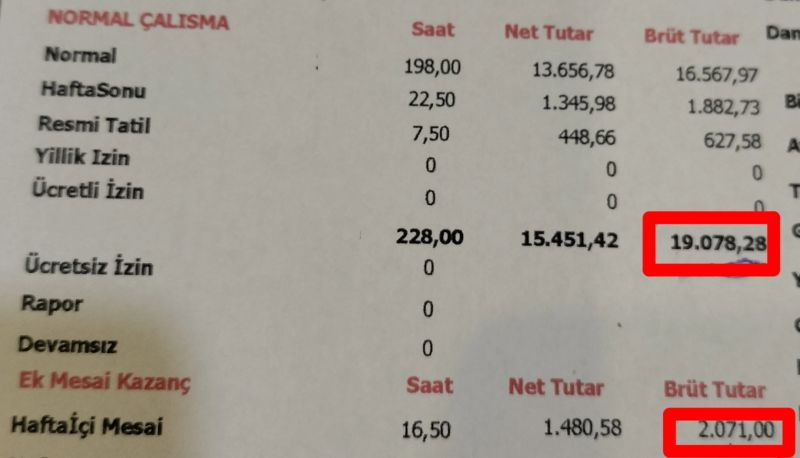 NORMAL ÇALISMA Saat Net Tutar Brüt Tutar
Normal 198,00 13.656,78 16.567,97
HaftaSonu 22,50 1.345,98 1.882,73
Resmi Tatil 7,50 448,66 627,58
Yillik Izin 0 0 0
Ücretli İzin 0 0 0
228,00 15.451,42 19.078,28
Ücretsiz İzin 0
Rapor 0
Devamsız 0
Ek Mesai Kazanç Saat Net Tutar Brüt Tutar
Haftaİçi Mesai 16,50 1.480,58 2.071,00